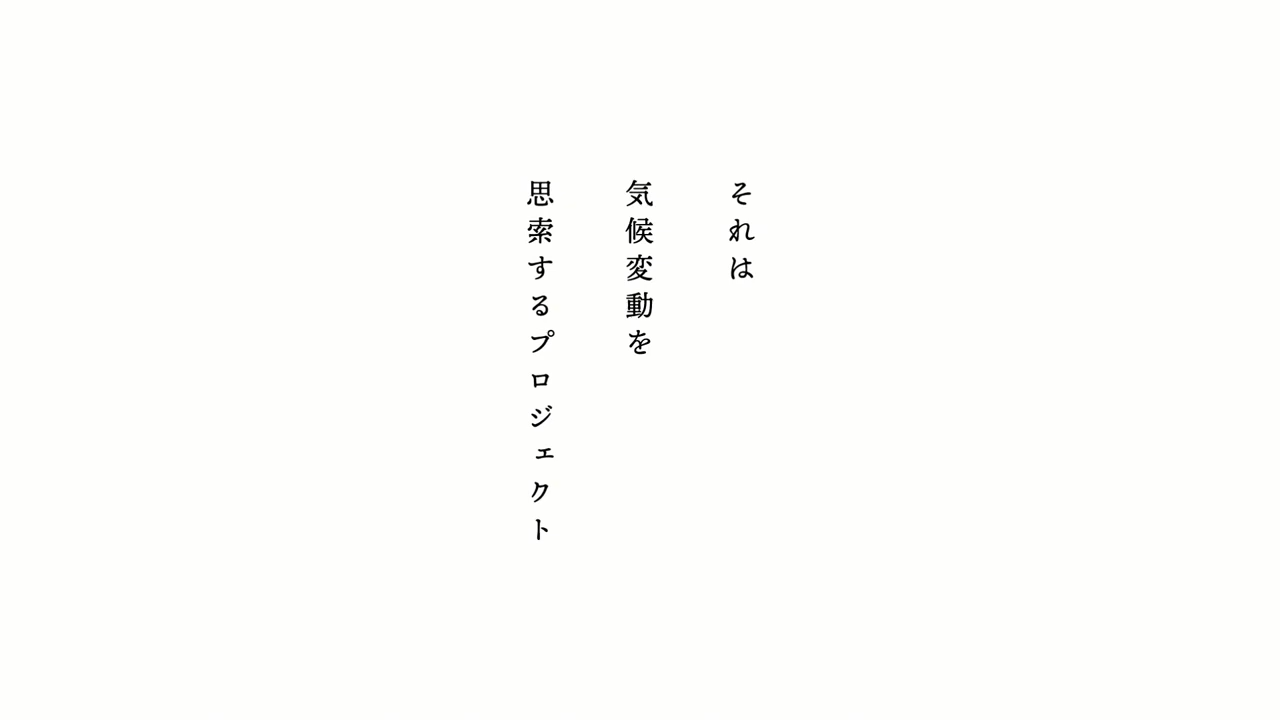 それは
気候変動を
思索するプロジェクト